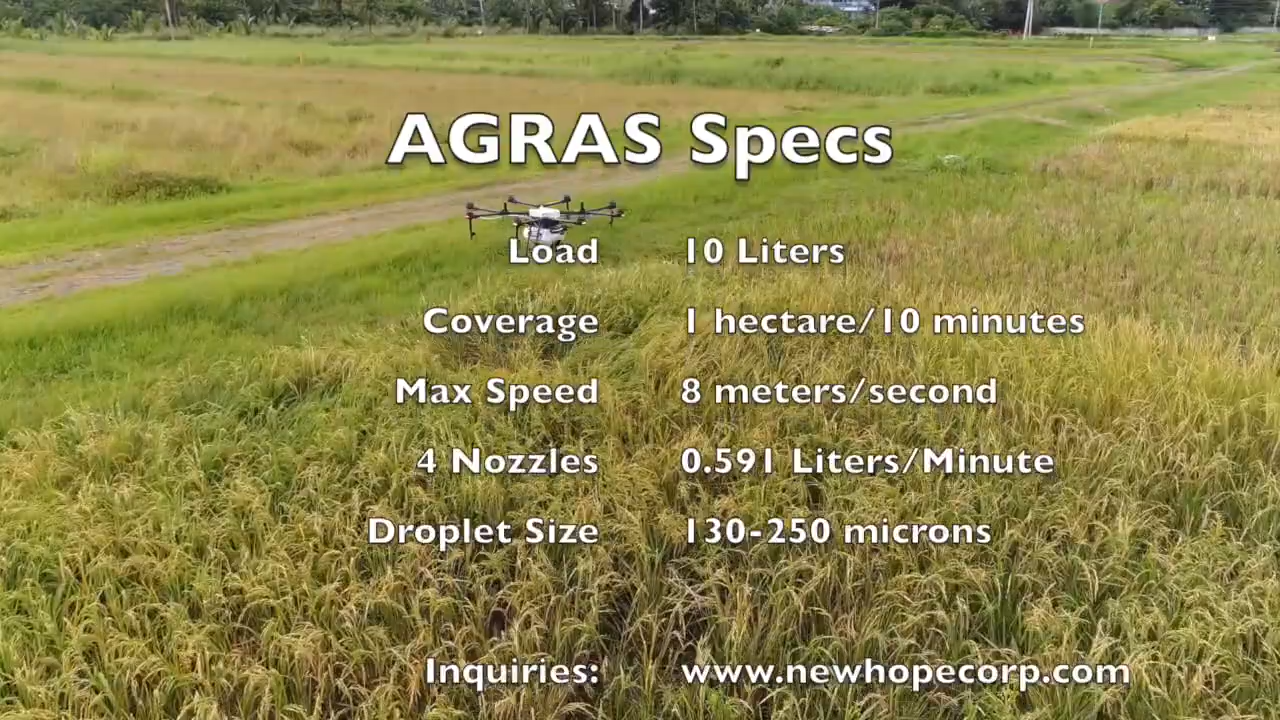 AGRAS Specs
Load 10 Liters
Coverage 1 hectare/10 minutes
Max Speed 8 meters/second
4 Nozzles 0.591 Liters/Minute
Droplet Size 130-250 microns
Inquiries: www.newhopecorp.com